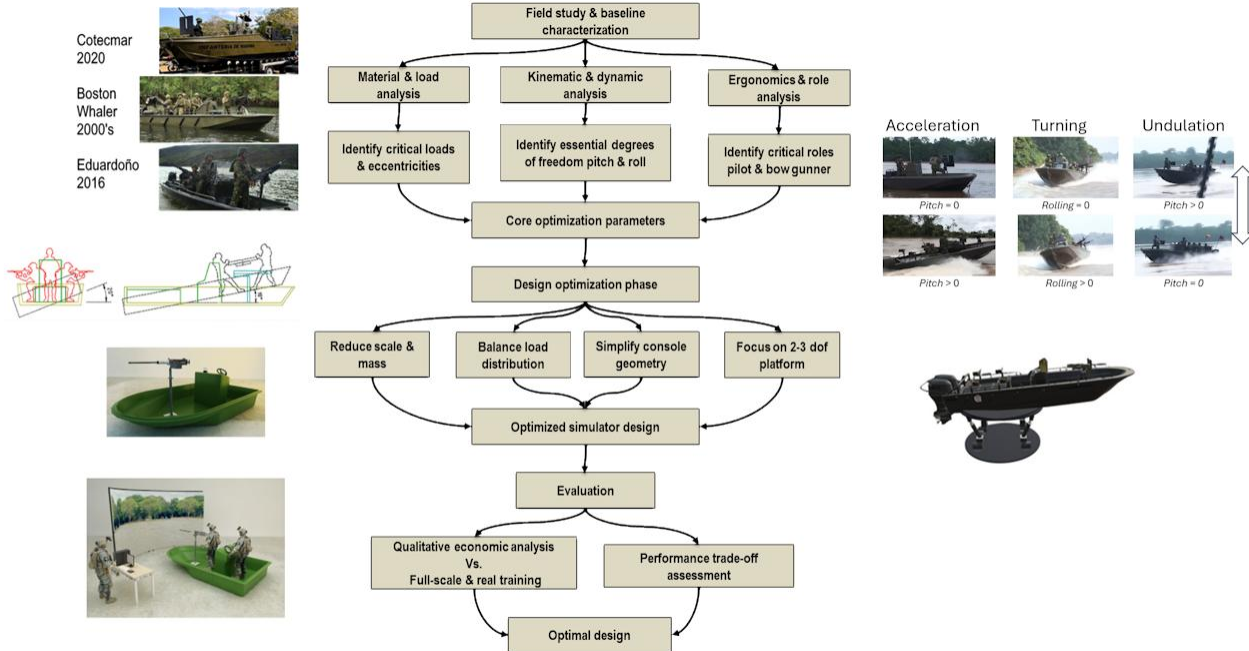 Cotecmar
2020
Boston
Whaler
2000's
Eduardoño
2016
Field study & baseline
characterization
Material & load
analysis
Kinematic & dynamic
analysis
Ergonomics & role
analysis
Identify critical loads
& eccentricities
Identify essential degrees
of freedom pitch & roll
Identify critical roles
pilot & bow gunner
Core optimization parameters
Design optimization phase
Reduce scale &
mass
Balance load
distribution
Simplify console
geometry
Focus on 2-3 dof
platform
Optimized simulator design
Evaluation
Qualitative economic analysis
Vs.
Full-scale & real training
Performance trade-off
assessment
Optimal design
Acceleration
Turning
Undulation
Pitch = 0
Rolling = 0
Pitch > 0
Pitch > 0
Rolling > 0
Pitch = 0